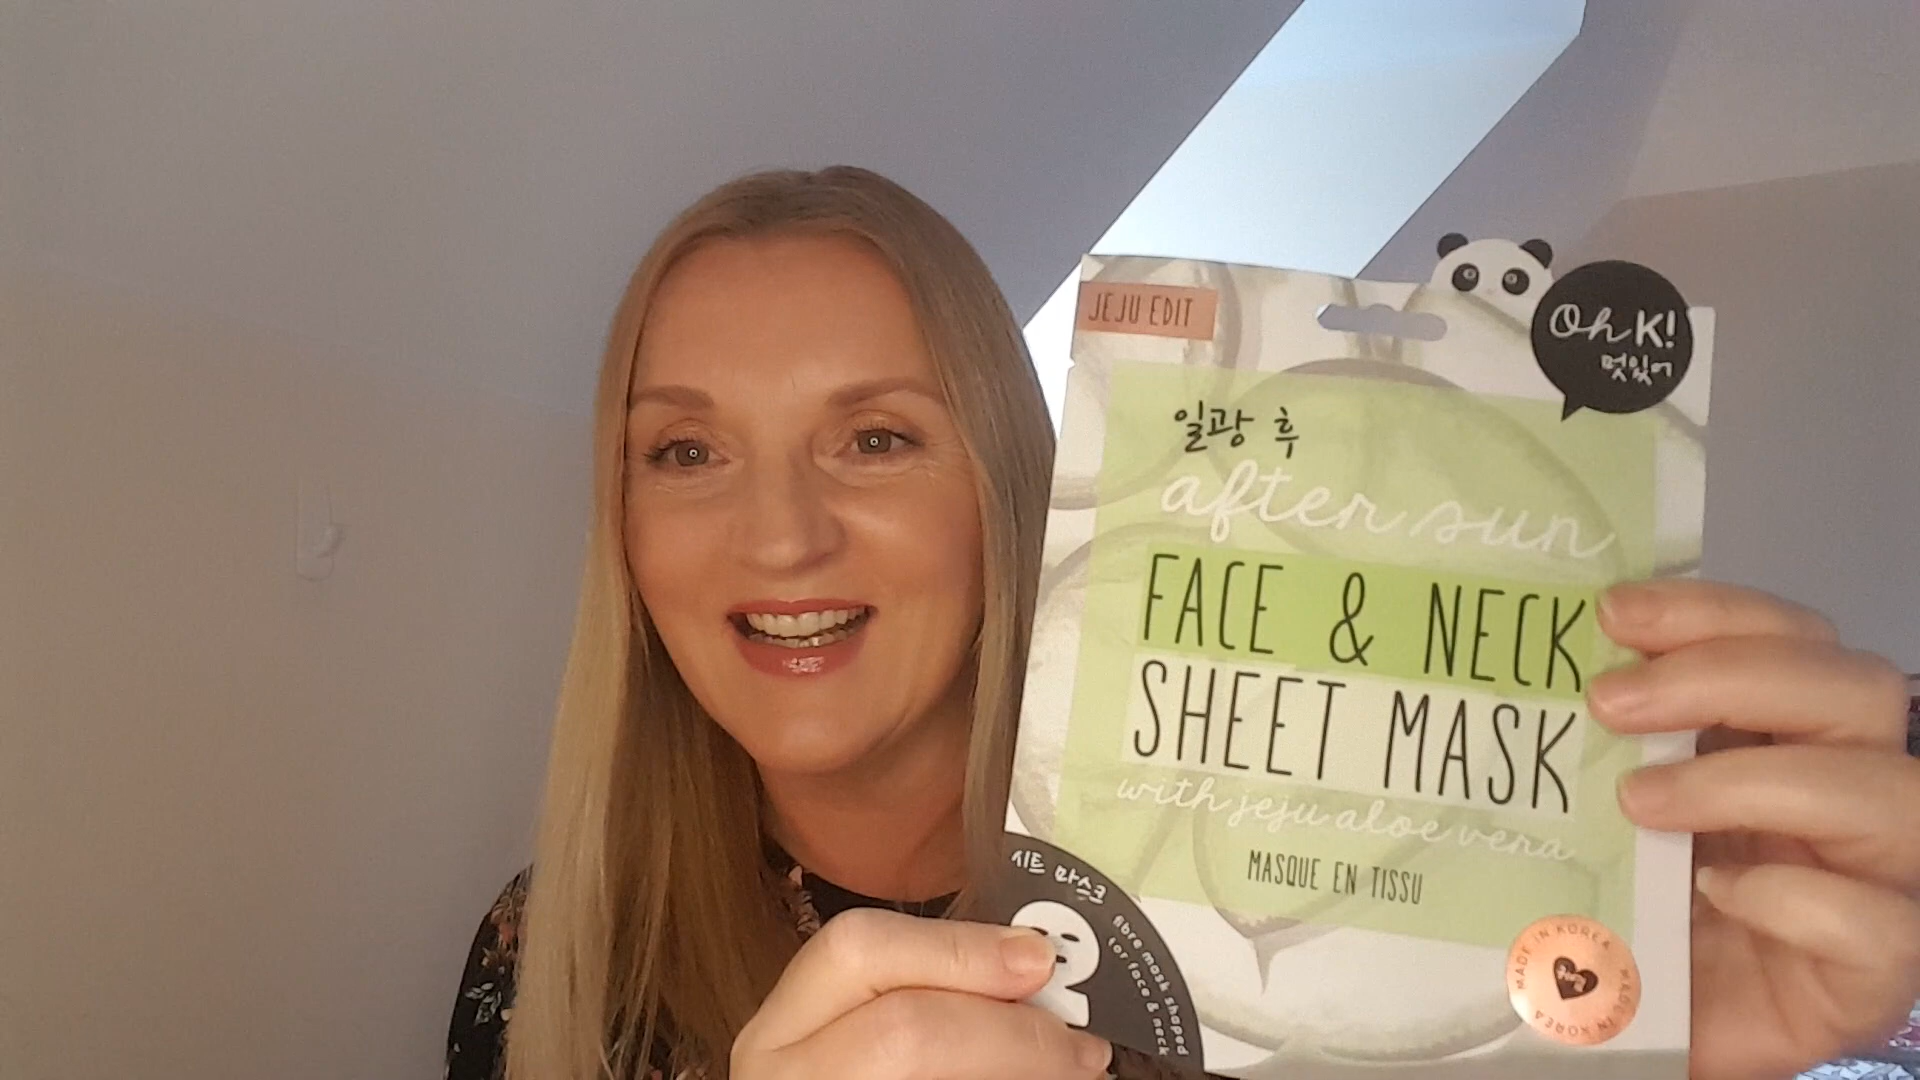 JEJU EDIT
Oh K!
멋있어
일광 후
after sun
FACE & NECK
SHEET MASK
with jeju aloe vera
MASQUE EN TISSU
시트 마스크
fibre mask shaped
for face & neck
MADE IN KOREA
MADE IN KOREA